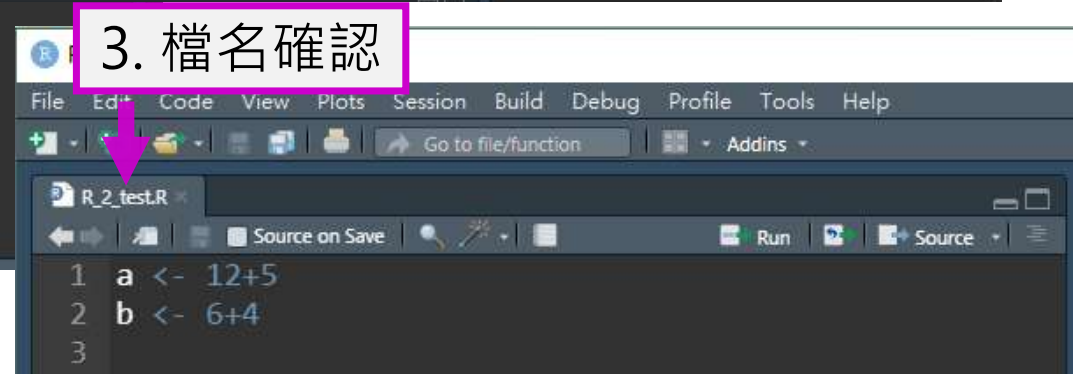 3. 檔名確認
File Edit Code View Plots Session Build Debug Profile Tools Help
Go to file/function Addins
R_2_test.R
Source on Save Run Source
1 a <- 12+5
2 b <- 6+4
3